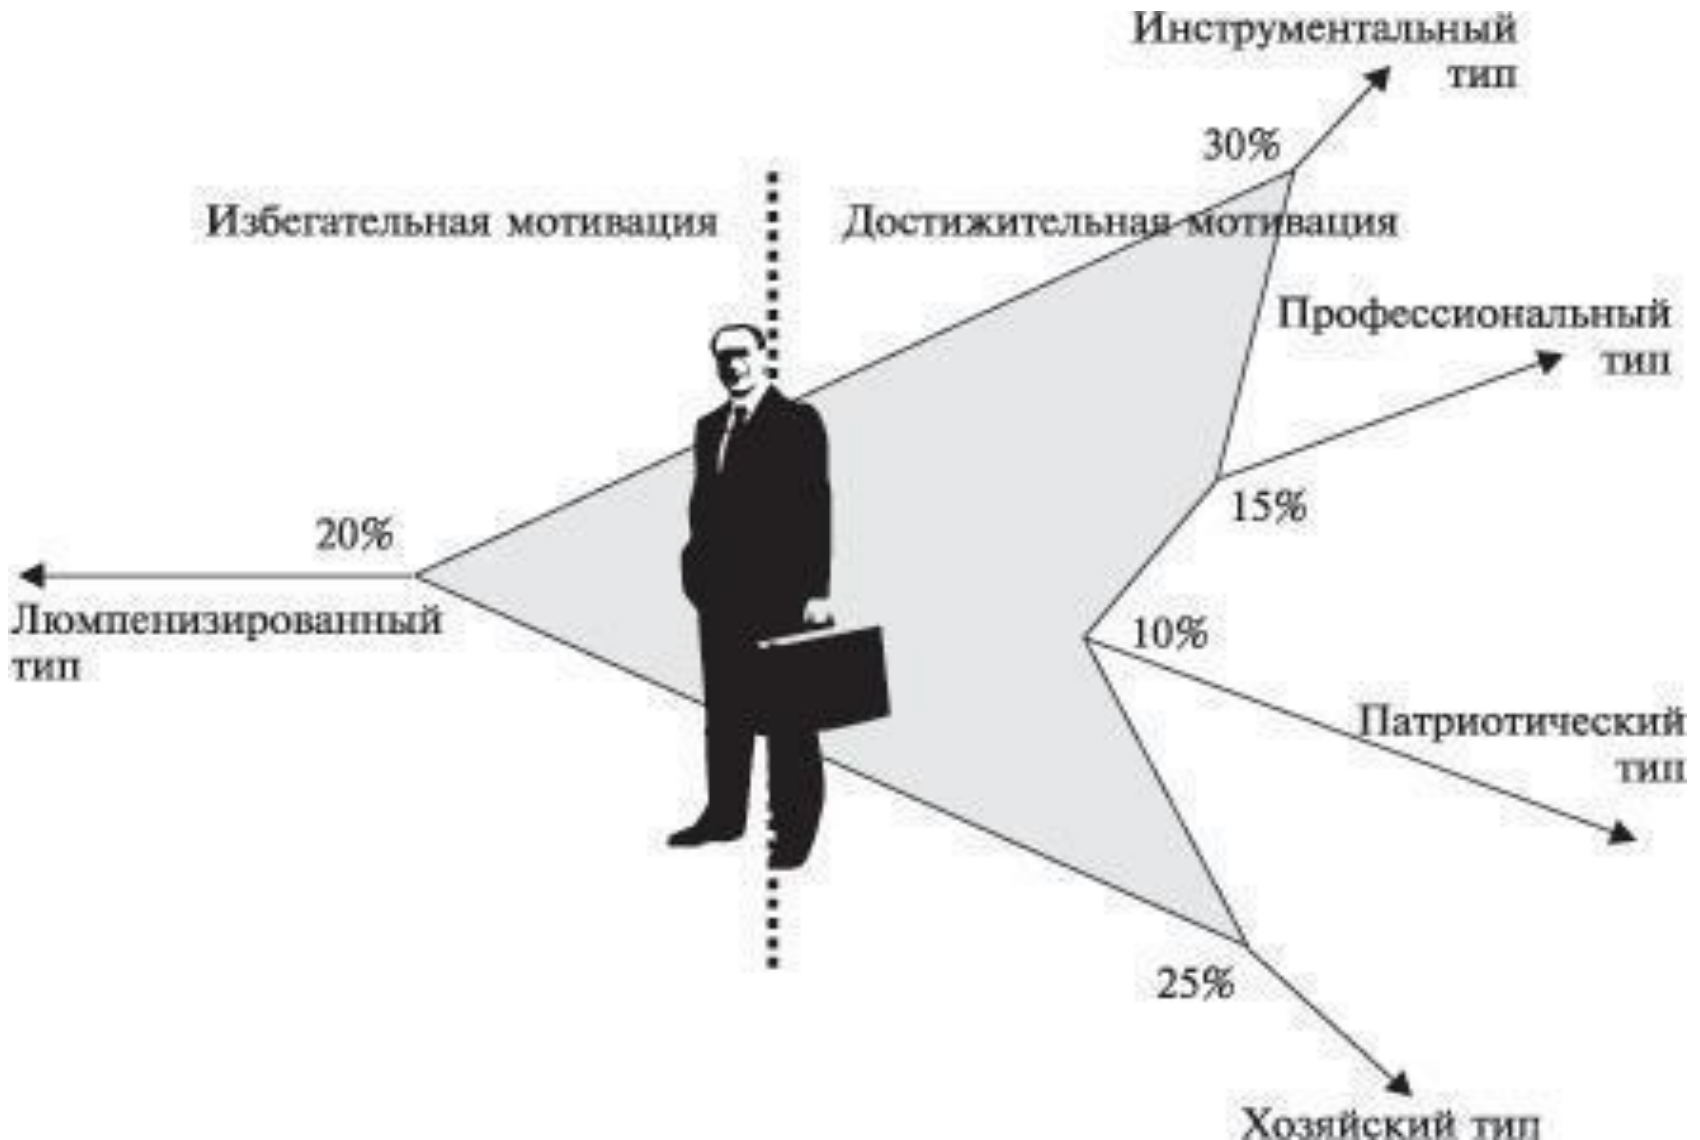 Инструментальный
тип
30%
Избегательная мотивация
Достижительная мотивация
Профессиональный
тип
15%
20%
Люмпенизированный
тип
10%
Патриотический
тип
25%
Хозяйский тип